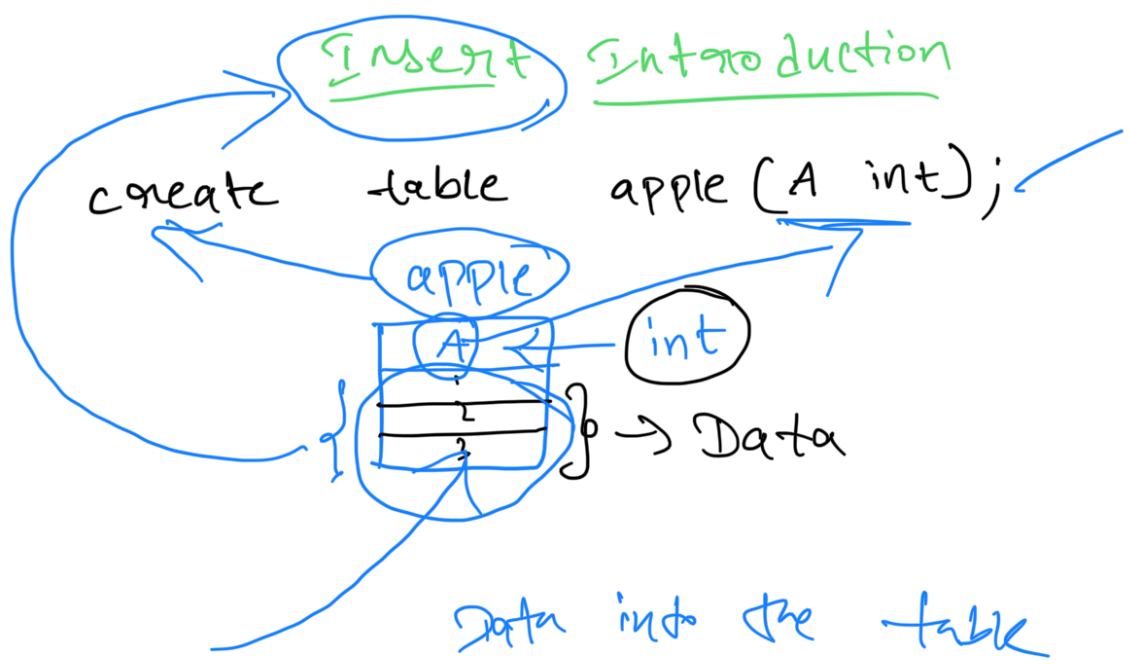 Insert Introduction
create table apple (A int);
apple
A int
1
2
3
} → Data
Data into the table